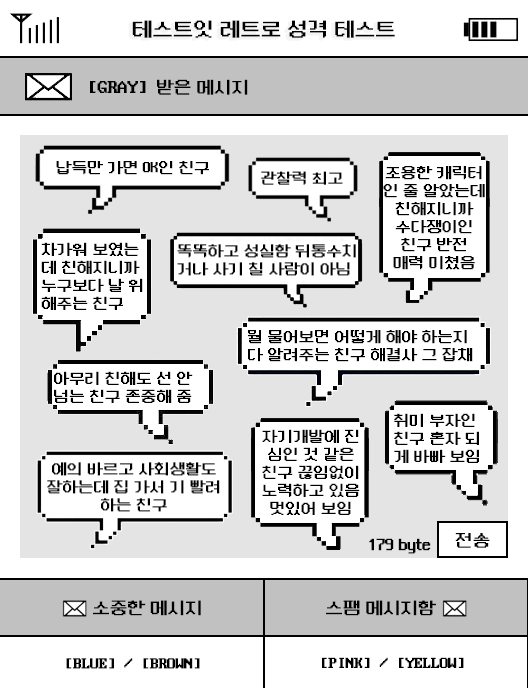 테스트잇 레트로 성격 테스트
[GRAY] 받은 메시지
납득만 가면 OK인 친구
관찰력 최고
조용한 캐릭터
인 줄 알았는데
친해지니까
수다쟁이인
친구 반전
매력 미쳤음
차가워 보였는
데 친해지니까
누구보다 날 위
해주는 친구
똑똑하고 성실함 뒤통수치
거나 사기 칠 사람이 아님
뭘 물어보면 어떻게 해야 하는지
다 알려주는 친구 해결사 그 잡채
아무리 친해도 선 안
넘는 친구 존중해 줌
취미 부자인
친구 혼자 되
게 바빠 보임
자기개발에 진
심인 것 같은
친구 끊임없이
노력하고 있음
멋있어 보임
예의 바르고 사회생활도
잘하는데 집 가서 기 빨려
하는 친구
179 byte
전송
소중한 메시지
스팸 메시지함
[BLUE] / [BROWN]
[PINK] / [YELLOW]